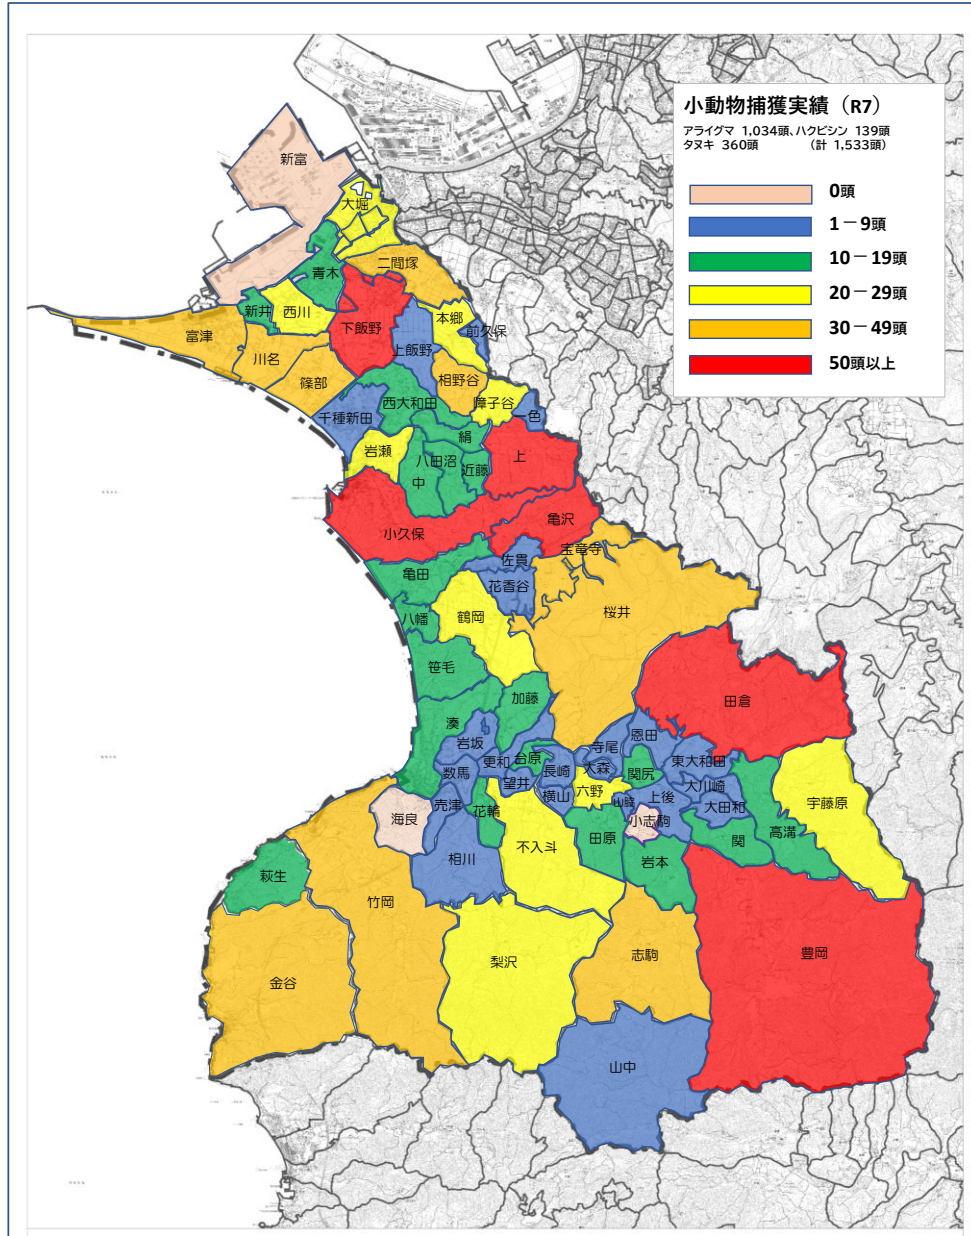 小動物捕獲実績（R7）
アライグマ 1,034頭、ハクビシン 139頭
タヌキ 360頭 （計 1,533頭）
0頭
1－9頭
10－19頭
20－29頭
30－49頭
50頭以上
新富
大堀
青木
二間塚
新井
西川
富津
下飯野
本郷
前久保
上飯野
川名
篠部
相野谷
千種新田
西大和田
障子谷
一色
絹
岩瀬
八田沼
近藤
上
中
小久保
亀沢
佐貫
宝竜寺
亀田
花香谷
八幡
鶴岡
桜井
笹毛
加藤
田倉
湊
岩坂
恩田
寺尾
更和
台原
東大和田
数馬
長崎
大森
関尻
望井
大川崎
六野
横山
山脇
上後
大田和
宇藤原
海良
売津
花輪
小志駒
田原
関
高溝
不入斗
相川
岩本
萩生
竹岡
志駒
豊岡
梨沢
金谷
山中